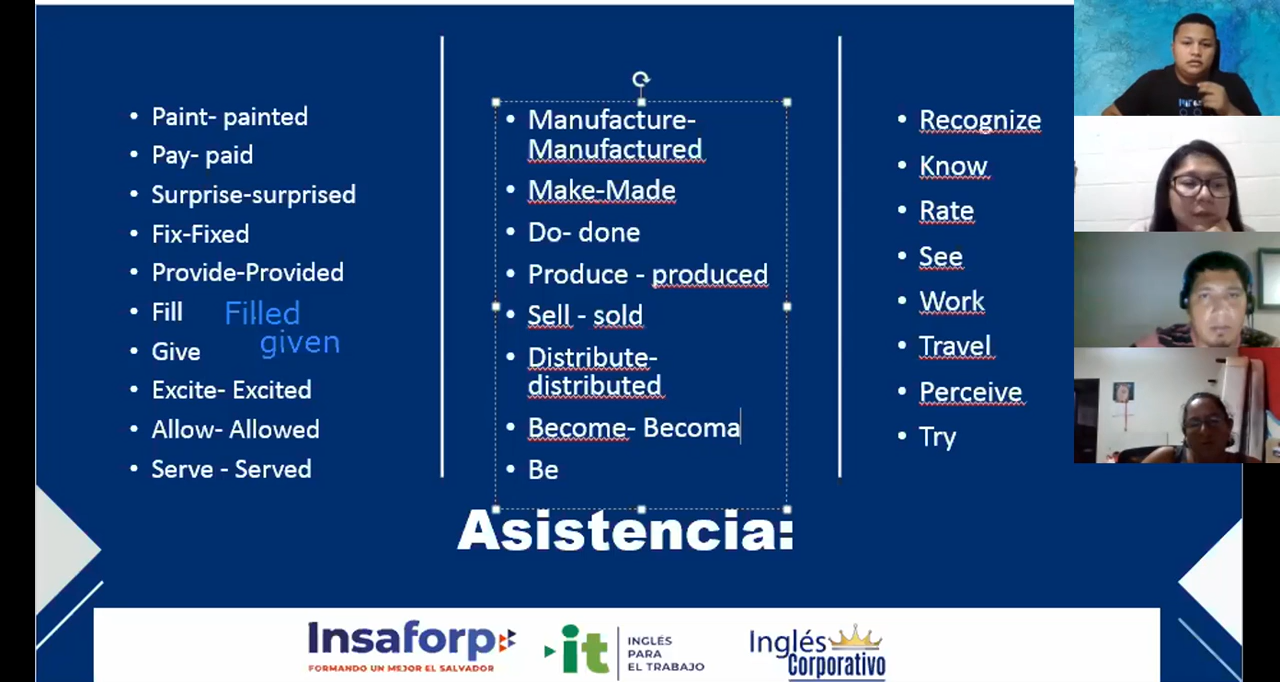 • Paint- painted
• Pay- paid
• Surprise-surprised
• Fix-Fixed
• Provide-Provided
• Fill Filled
• Give given
• Excite- Excited
• Allow- Allowed
• Serve - Served
• Manufacture-
Manufactured
• Make-Made
• Do- done
• Produce - produced
• Sell - sold
• Distribute-
distributed
• Become- Becoma
• Be
• Recognize
• Know
• Rate
• See
• Work
• Travel
• Perceive
• Try
Asistencia:
Insaforp
FORMANDO UN MEJOR EL SALVADOR
it
INGLÉS
PARA
EL TRABAJO
Inglés
Corporativo